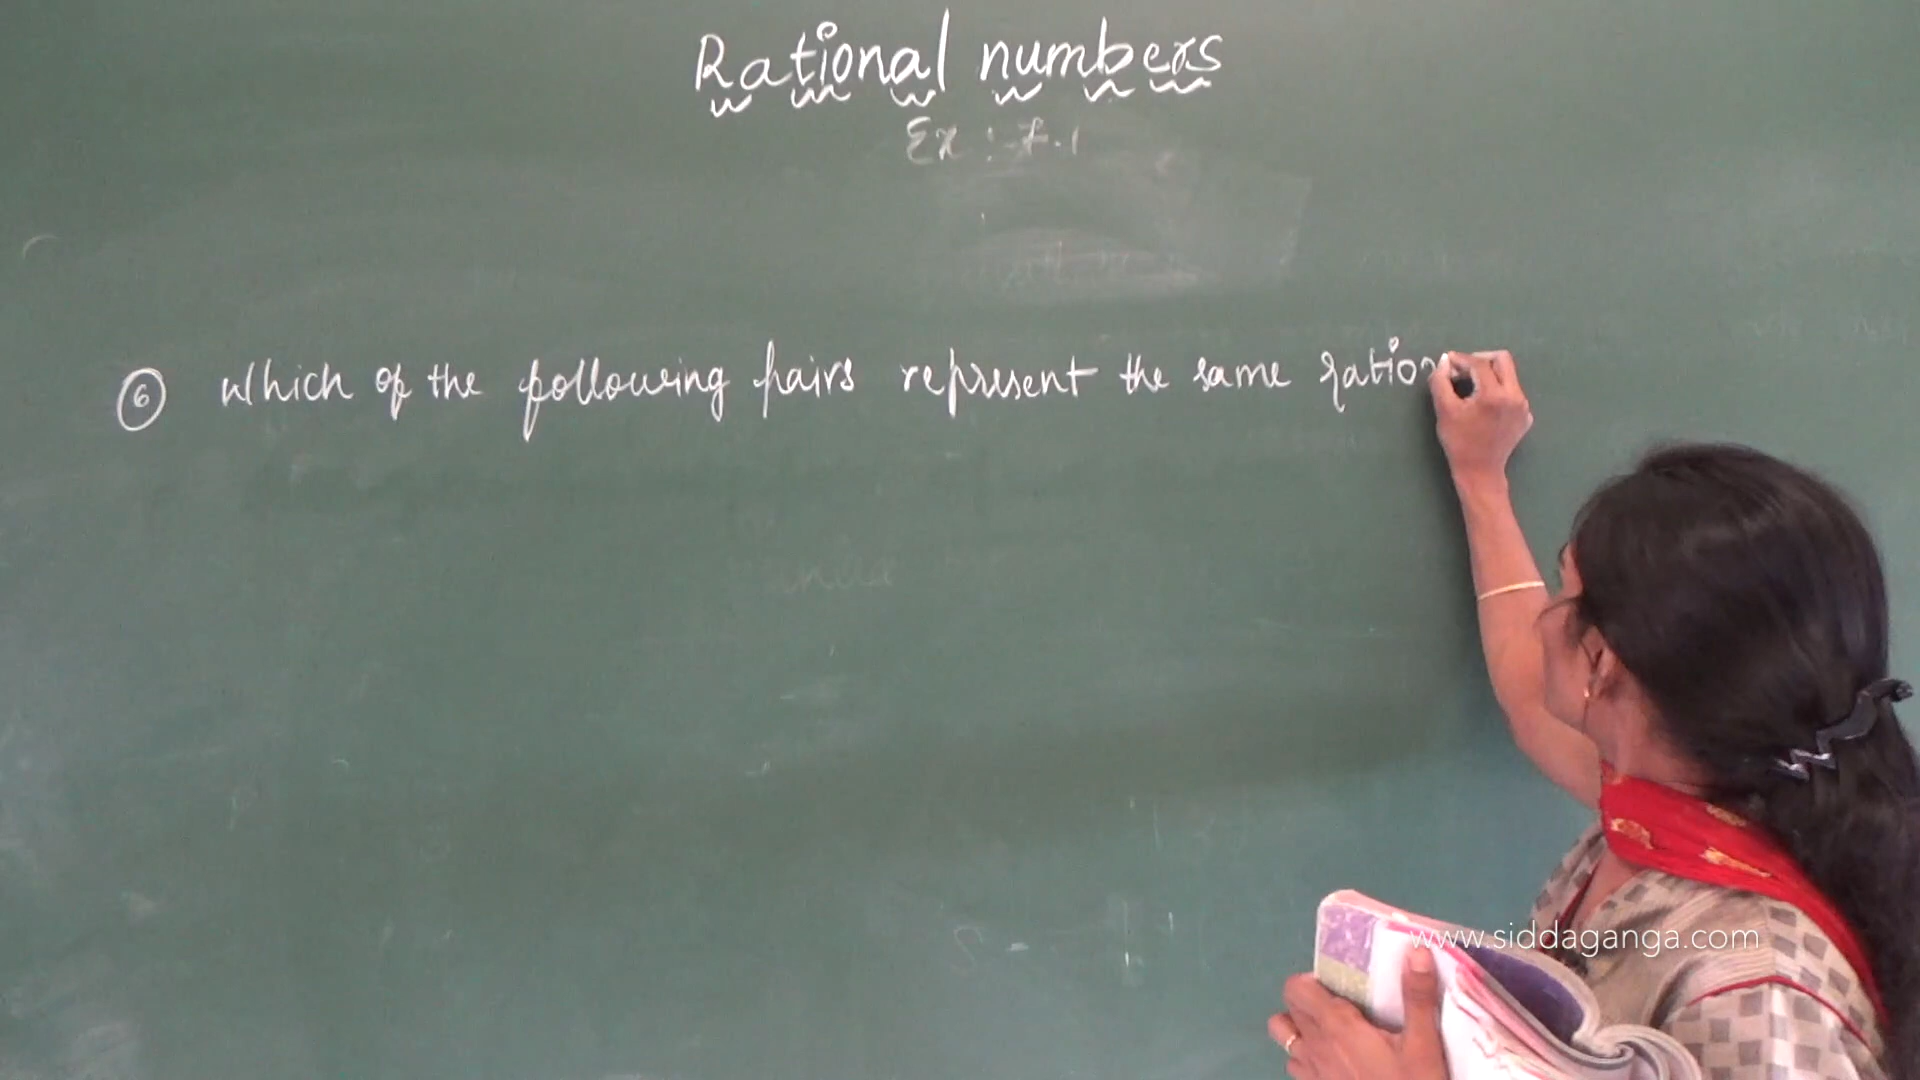 Rational numbers
Ex : 7.1
6 Which of the following pairs represent the same ration
www.siddaganga.com